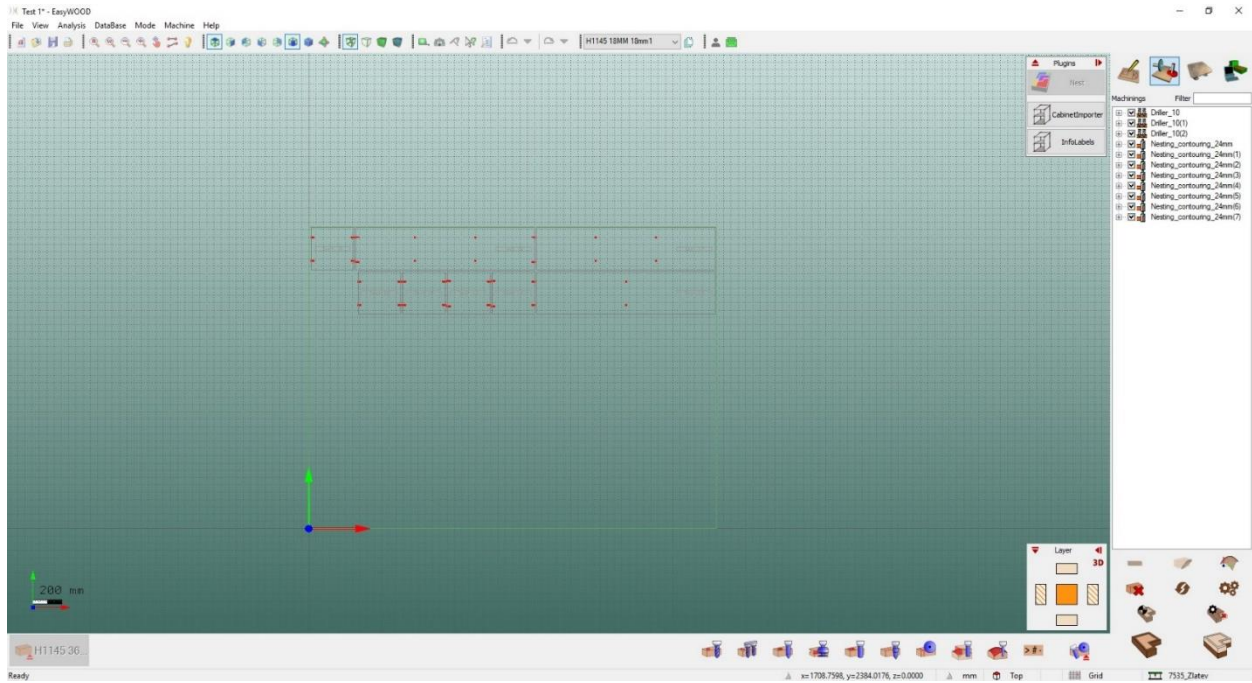 Test 1* - EasyWOOD
File View Analysis DataBase Mode Machine Help
H1145 18MM 18mm1
Plugins
Nest
CabinetImporter
InfoLabels
Machinings Filter
Driller_10
Driller_10(1)
Driller_10(2)
Nesting_contouring_24mm
Nesting_contouring_24mm(1)
Nesting_contouring_24mm(2)
Nesting_contouring_24mm(3)
Nesting_contouring_24mm(4)
Nesting_contouring_24mm(5)
Nesting_contouring_24mm(6)
Nesting_contouring_24mm(7)
200 mm
Layer
3D
H1145 36...
> # -
Ready
x=1708.7598, y=2384.0176, z=0.0000 mm Top Grid 7535_Zlatev